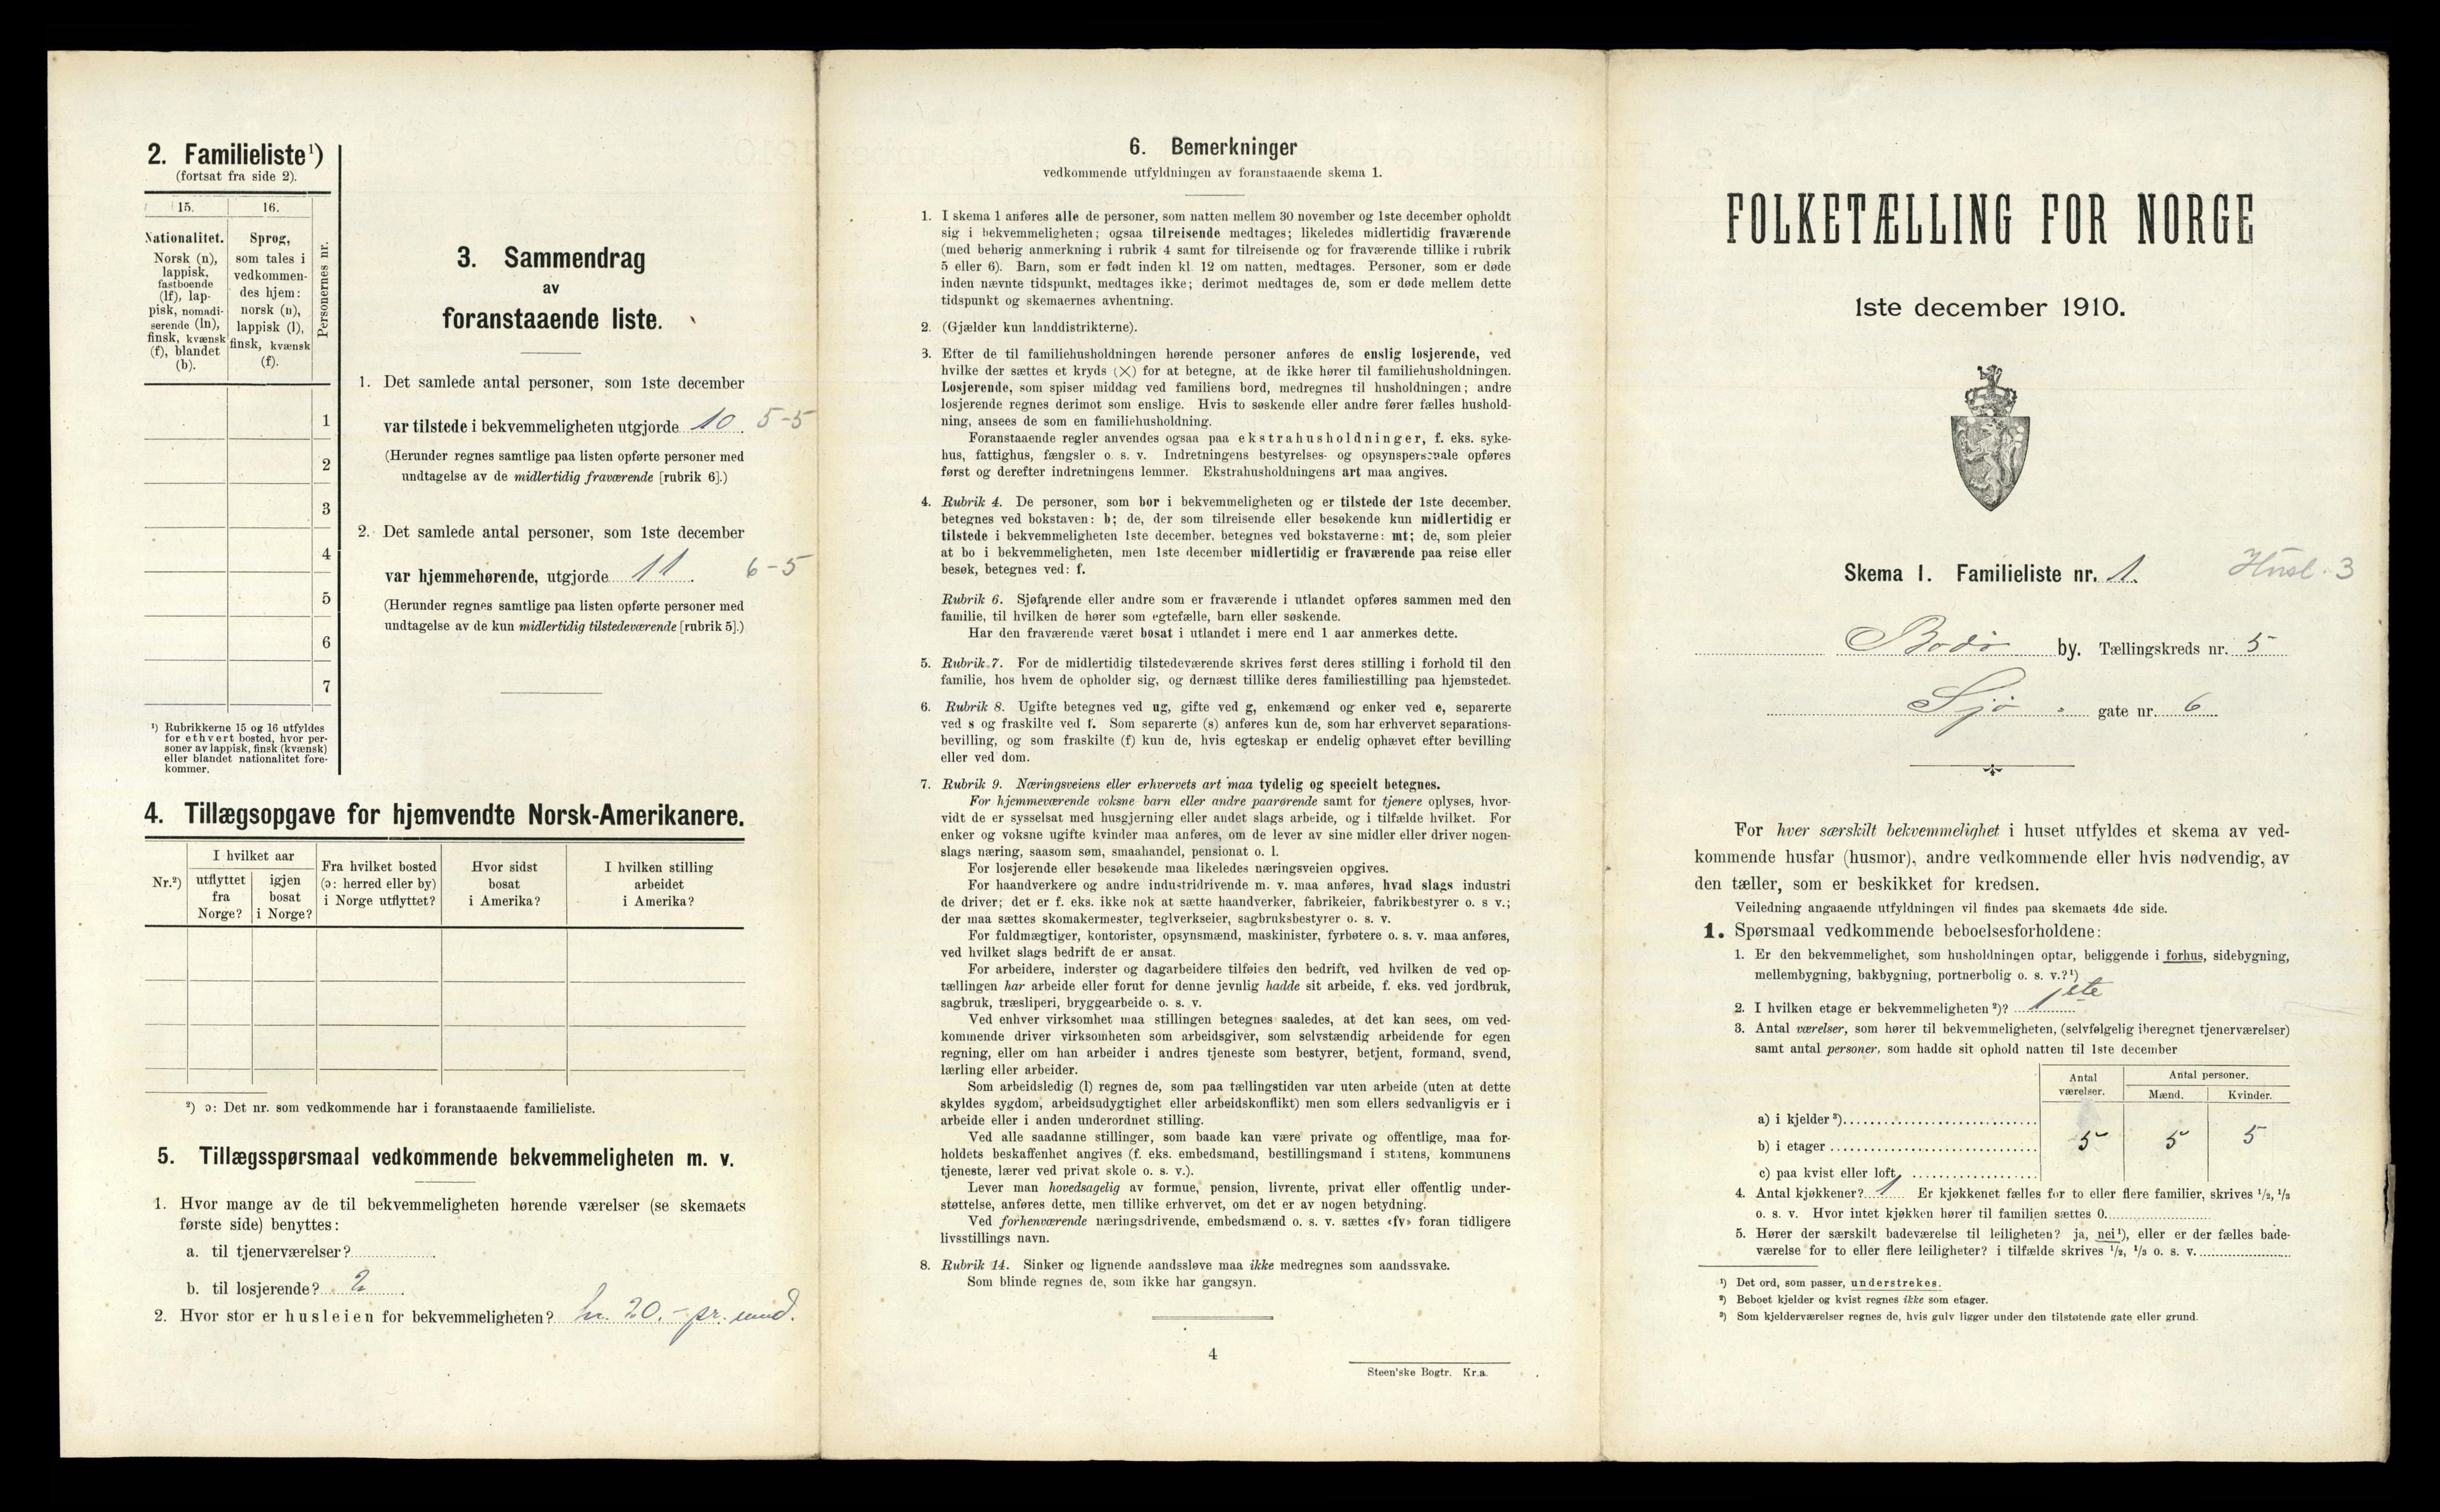 2. Familieliste¹)
(fortsat fra side 2).
15.
16.
Personernes nr.
Nationalitet.
Norsk (n),
lappisk,
fastboende
(lf), lap-
pisk, nomadi-
serende (ln),
finsk, kvænsk
(f), blandet
(b).
Sprog,
som tales i
vedkommen-
des hjem:
norsk (n),
lappisk (l),
finsk, kvænsk
(f).
1
2
3
4
5
6
7
¹) Rubrikkerne 15 og 16 utfyldes
for ethvert bosted, hvor per-
soner av lappisk, finsk (kvænsk)
eller blandet nationalitet fore-
kommer.
3. Sammendrag
av
foranstaaende liste.
1. Det samlede antal personer, som 1ste december
var tilstede i bekvemmeligheten utgjorde 10. 5-5
(Herunder regnes samtlige paa listen opførte personer med
undtagelse av de midlertidig fraværende [rubrik 6].)
2. Det samlede antal personer, som 1ste december
var hjemmehørende, utgjorde 11. 6-5
(Herunder regnes samtlige paa listen opførte personer med
undtagelse av de kun midlertidig tilstedeværende [rubrik 5].)
4. Tillægsopgave for hjemvendte Norsk-Amerikanere.
Nr.²)
I hvilket aar
utflyttet
fra
Norge?
igjen
bosat
i Norge?
Fra hvilket bosted
(ɔ: herred eller by)
i Norge utflyttet?
Hvor sidst
bosat
i Amerika?
I hvilken stilling
arbeidet
i Amerika?
²) ɔ: Det nr. som vedkommende har i foranstaaende familieliste.
5. Tillægsspørsmaal vedkommende bekvemmeligheten m. v.
1. Hvor mange av de til bekvemmeligheten hørende værelser (se skemaets
første side) benyttes:
a. til tjenerværelser?
b. til losjerende? 2
2. Hvor stor er husleien for bekvemmeligheten? kr. 20.- pr. mnd.
6. Bemerkninger
vedkommende utfyldningen av foranstaaende skema 1.
1. I skema 1 anføres alle de personer, som natten mellem 30 november og 1ste december opholdt
sig i bekvemmeligheten; ogsaa tilreisende medtages; likeledes midlertidig fraværende
(med behørig anmerkning i rubrik 4 samt for tilreisende og for fraværende tillike i rubrik
5 eller 6). Barn, som er født inden kl. 12 om natten, medtages. Personer, som er døde
inden nævnte tidspunkt, medtages ikke; derimot medtages de, som er døde mellem dette
tidspunkt og skemaernes avhentning.
2. (Gjælder kun landdistrikterne).
3. Efter de til familiehusholdningen hørende personer anføres de enslig losjerende, ved
hvilke der sættes et kryds (×) for at betegne, at de ikke hører til familiehusholdningen.
Losjerende, som spiser middag ved familiens bord, medregnes til husholdningen; andre
losjerende regnes derimot som enslige. Hvis to søskende eller andre fører fælles hushold-
ning, ansees de som en familiehusholdning.
Foranstaaende regler anvendes ogsaa paa ekstrahusholdninger, f. eks. syke-
hus, fattighus, fængsler o. s. v. Indretningens bestyrelses- og opsynspersonale opføres
først og derefter indretningens lemmer. Ekstrahusholdningens art maa angives.
4. Rubrik 4. De personer, som bor i bekvemmeligheten og er tilstede der 1ste december,
betegnes ved bokstaven: b; de, der som tilreisende eller besøkende kun midlertidig er
tilstede i bekvemmeligheten 1ste december, betegnes ved bokstaverne: mt; de, som pleier
at bo i bekvemmeligheten, men 1ste december midlertidig er fraværende paa reise eller
besøk, betegnes ved: f.
Rubrik 6. Sjøfarende eller andre som er fraværende i utlandet opføres sammen med den
familie, til hvilken de hører som egtefælle, barn eller søskende.
Har den fraværende været bosat i utlandet i mere end 1 aar anmerkes dette.
5. Rubrik 7. For de midlertidig tilstedeværende skrives først deres stilling i forhold til den
familie, hos hvem de opholder sig, og dernæst tillike deres familiestilling paa hjemstedet.
6. Rubrik 8. Ugifte betegnes ved ug, gifte ved g, enkemænd og enker ved e, separerte
ved s og fraskilte ved f. Som separerte (s) anføres kun de, som har erhvervet separations-
bevilling, og som fraskilte (f) kun de, hvis egteskap er endelig ophævet efter bevilling
eller ved dom.
7. Rubrik 9. Næringsveiens eller erhvervets art maa tydelig og specielt betegnes.
For hjemmeværende voksne barn eller andre paarørende samt for tjenere oplyses, hvor-
vidt de er sysselsat med husgjerning eller andet slags arbeide, og i tilfælde hvilket. For
enker og voksne ugifte kvinder maa anføres, om de lever av sine midler eller driver nogen-
slags næring, saasom søm, smaahandel, pensionat o. l.
For losjerende eller besøkende maa likeledes næringsveien opgives.
For haandverkere og andre industridrivende m. v. maa anføres, hvad slags industri
de driver; det er f. eks. ikke nok at sætte haandverker, fabrikeier, fabrikbestyrer o. s v.;
der maa sættes skomakermester, teglverkseier, sagbruksbestyrer o. s. v.
For fuldmægtiger, kontorister, opsynsmænd, maskinister, fyrbøtere o. s. v. maa anføres,
ved hvilket slags bedrift de er ansat.
For arbeidere, inderster og dagarbeidere tilføies den bedrift, ved hvilken de ved op-
tællingen har arbeide eller forut for denne jevnlig hadde sit arbeide, f. eks. ved jordbruk,
sagbruk, træsliperi, bryggearbeide o. s. v.
Ved enhver virksomhet maa stillingen betegnes saaledes, at det kan sees, om ved-
kommende driver virksomheten som arbeidsgiver, som selvstændig arbeidende for egen
regning, eller om han arbeider i andres tjeneste som bestyrer, betjent, formand, svend,
lærling eller arbeider.
Som arbeidsledig (l) regnes de, som paa tællingstiden var uten arbeide (uten at dette
skyldes sygdom, arbeidsudygtighet eller arbeidskonflikt) men som ellers sedvanligvis er i
arbeide eller i anden underordnet stilling.
Ved alle saadanne stillinger, som baade kan være private og offentlige, maa for-
holdets beskaffenhet angives (f. eks. embedsmand, bestillingsmand i statens, kommunens
tjeneste, lærer ved privat skole o. s. v.).
Lever man hovedsagelig av formue, pension, livrente, privat eller offentlig under-
støttelse, anføres dette, men tillike erhvervet, om det er av nogen betydning.
Ved forhenværende næringsdrivende, embedsmænd o. s. v. sættes «fv» foran tidligere
livsstillings navn.
8. Rubrik 14. Sinker og lignende aandssløve maa ikke medregnes som aandssvake.
Som blinde regnes de, som ikke har gangsyn.
4
Steen'ske Bogtr. Kr.a.
FOLKETÆLLING FOR NORGE
1ste december 1910.
Skema I. Familieliste nr. 1. Husl. 3
Bodø by. Tællingskreds nr. 5
Sjø gate nr. 6
For hver særskilt bekvemmelighet i huset utfyldes et skema av ved-
kommende husfar (husmor), andre vedkommende eller hvis nødvendig, av
den tæller, som er beskikket for kredsen.
Veiledning angaaende utfyldningen vil findes paa skemaets 4de side.
1. Spørsmaal vedkommende beboelsesforholdene:
1. Er den bekvemmelighet, som husholdningen optar, beliggende i forhus, sidebygning,
mellembygning, bakbygning, portnerbolig o. s. v.?¹)
2. I hvilken etage er bekvemmeligheten²)? 1ste
3. Antal værelser, som hører til bekvemmeligheten, (selvfølgelig iberegnet tjenerværelser)
samt antal personer, som hadde sit ophold natten til 1ste december
Antal
værelser.
Antal personer.
Mænd.
Kvinder.
a) i kjelder³)
b) i etager 5 5 5
c) paa kvist eller loft
4. Antal kjøkkener? 1 Er kjøkkenet fælles for to eller flere familier, skrives ¹/₂, ¹/₃
o. s. v. Hvor intet kjøkken hører til familien sættes 0.
5. Hører der særskilt badeværelse til leiligheten? ja, nei¹), eller er der fælles bade-
værelse for to eller flere leiligheter? i tilfælde skrives ¹/₂, ¹/₃ o. s. v.
¹) Det ord, som passer, understrekes.
²) Beboet kjelder og kvist regnes ikke som etager.
³) Som kjelderværelser regnes de, hvis gulv ligger under den tilstøtende gate eller grund.